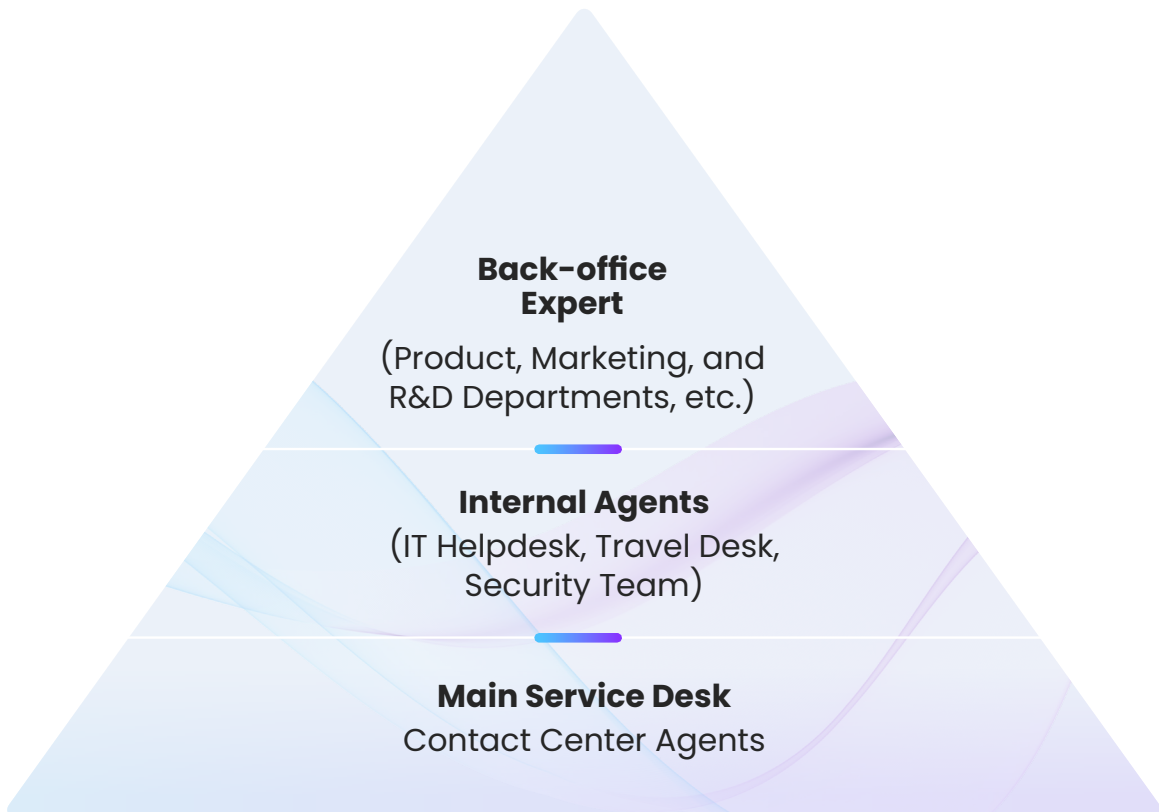 Back-office
Expert
(Product, Marketing, and
R&D Departments, etc.)
Internal Agents
(IT Helpdesk, Travel Desk,
Security Team)
Main Service Desk
Contact Center Agents